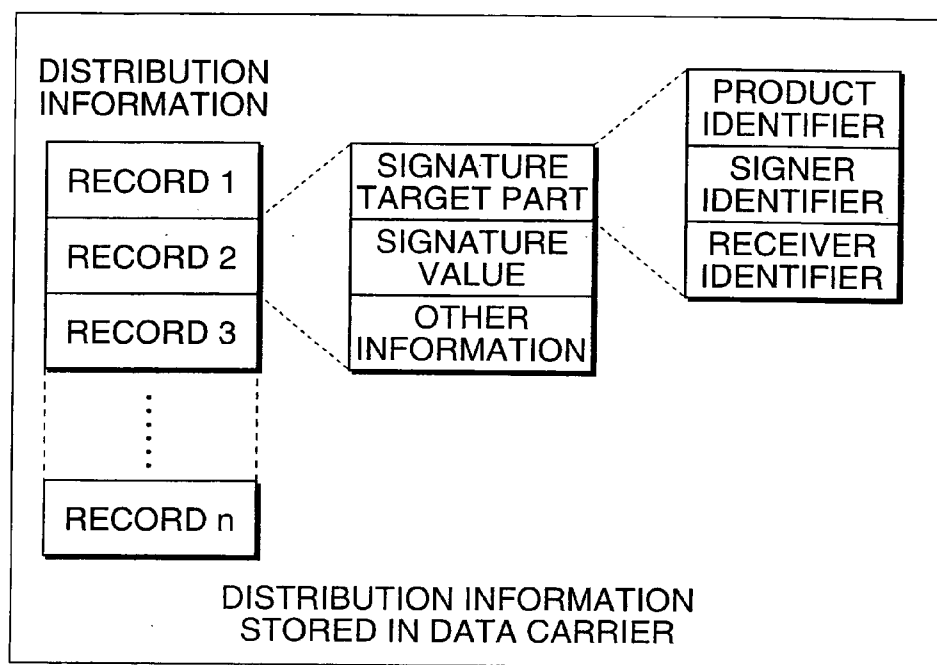 DISTRIBUTION
INFORMATION
RECORD 1
RECORD 2
RECORD 3
RECORD n
SIGNATURE
TARGET PART
SIGNATURE
VALUE
OTHER
INFORMATION
PRODUCT
IDENTIFIER
SIGNER
IDENTIFIER
RECEIVER
IDENTIFIER
DISTRIBUTION INFORMATION
STORED IN DATA CARRIER